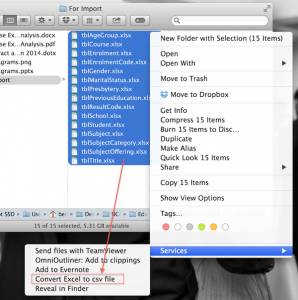 For Import
se Ex...nalysis.docx
se Ex...Analysis.pdf
ract a...n 2014.dotx
grams.png
grams.pptx
port
tblAgeGroup.xlsx
tblCourse.xlsx
tblEnrolment.xlsx
tblEnrolmentCode.xlsx
tblGender.xlsx
tblMaritalStatus.xlsx
tblPresbytery.xlsx
tblPreviousEducation.xlsx
tblResultCode.xlsx
tblSchool.xlsx
tblStudent.xlsx
tblSubject.xlsx
tblSubjectCategory.xlsx
tblSubjectOffering.xlsx
tblTitle.xlsx
15 of 15 selected, 5.31 GB available
New Folder with Selection (15 Items)
Open
Open With
Move to Trash
Move to Dropbox
Get Info
Compress 15 Items
Burn 15 Items to Disc...
Duplicate
Make Alias
Quick Look 15 Items
Share
Copy 15 Items
Show View Options
Tags...
Services
Send files with TeamViewer
OmniOutliner: Add to clippings
Add to Evernote
Convert Excel to csv file
Reveal in Finder